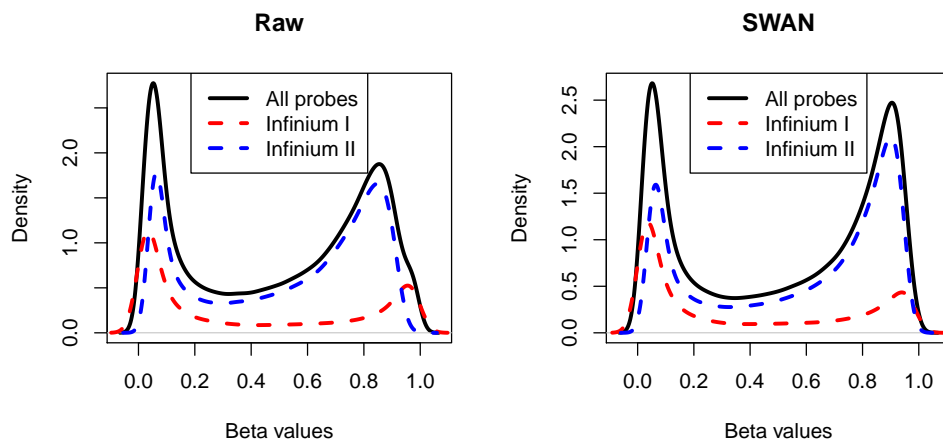 Raw
All probes
Infinium I
Infinium II
Density
0.0
1.0
2.0
0.0
0.2
0.4
0.6
0.8
1.0
Beta values
SWAN
All probes
Infinium I
Infinium II
Density
0.0
0.5
1.0
1.5
2.0
2.5
0.0
0.2
0.4
0.6
0.8
1.0
Beta values